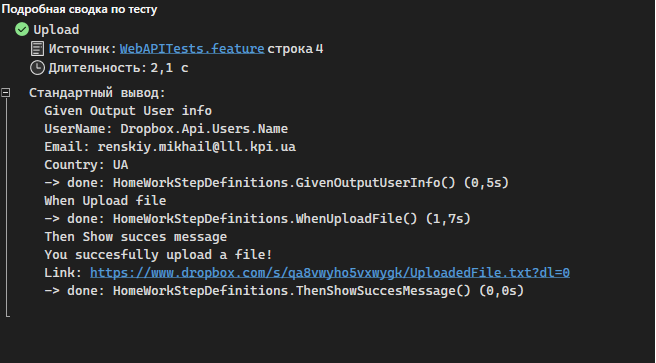 Подробная сводка по тесту
Upload
Источник: WebAPITests.feature строка 4
Длительность: 2,1 с
Стандартный вывод:
Given Output User info
UserName: Dropbox.Api.Users.Name
Email: renskiy.mikhail@lll.kpi.ua
Country: UA
-> done: HomeWorkStepDefinitions.GivenOutputUserInfo() (0,5s)
When Upload file
-> done: HomeWorkStepDefinitions.WhenUploadFile() (1,7s)
Then Show succes message
You succesfully upload a file!
Link: https://www.dropbox.com/s/qa8vwyho5vxwygk/UploadedFile.txt?dl=0
-> done: HomeWorkStepDefinitions.ThenShowSuccesMessage() (0,0s)